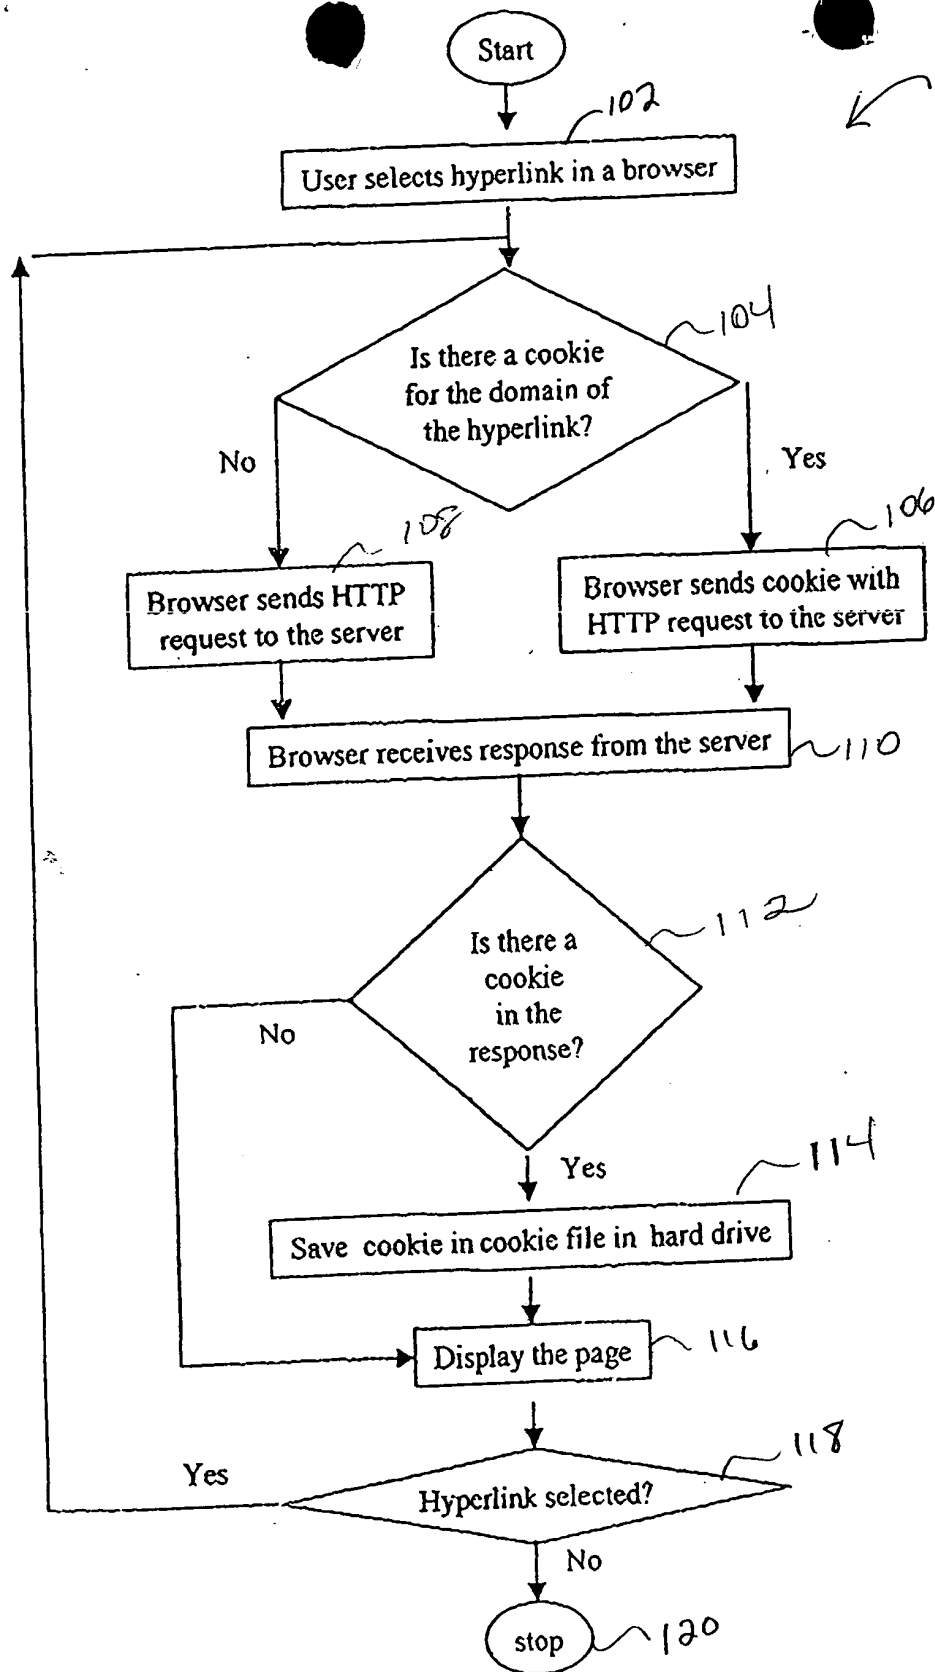 Start
102
User selects hyperlink in a browser
104
Is there a cookie
for the domain of
the hyperlink?
No
Yes
108
106
Browser sends HTTP
request to the server
Browser sends cookie with
HTTP request to the server
Browser receives response from the server
110
112
Is there a
cookie
in the
response?
No
Yes
114
Save cookie in cookie file in hard drive
Display the page
116
118
Yes
Hyperlink selected?
No
stop
120